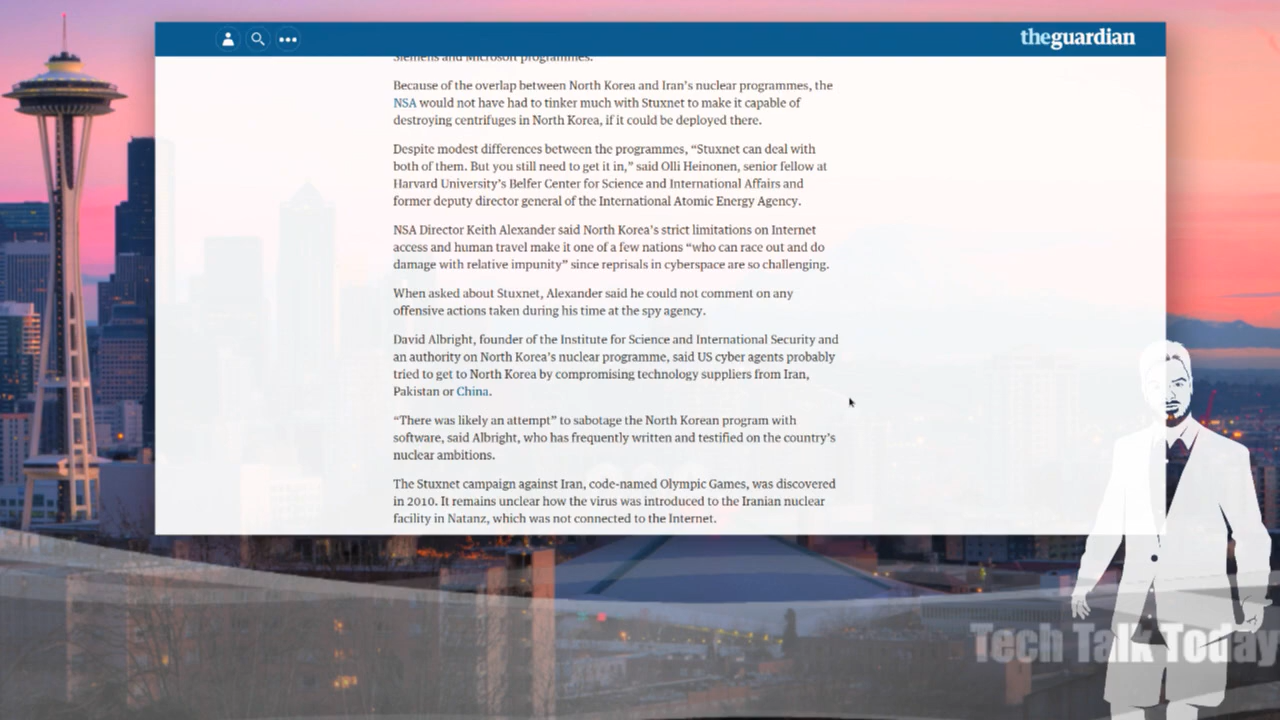 theguardian
Siemens and Microsoft programmes.
Because of the overlap between North Korea and Iran’s nuclear programmes, the
NSA would not have had to tinker much with Stuxnet to make it capable of
destroying centrifuges in North Korea, if it could be deployed there.
Despite modest differences between the programmes, “Stuxnet can deal with
both of them. But you still need to get it in,” said Olli Heinonen, senior fellow at
Harvard University’s Belfer Center for Science and International Affairs and
former deputy director general of the International Atomic Energy Agency.
NSA Director Keith Alexander said North Korea’s strict limitations on Internet
access and human travel make it one of a few nations “who can race out and do
damage with relative impunity” since reprisals in cyberspace are so challenging.
When asked about Stuxnet, Alexander said he could not comment on any
offensive actions taken during his time at the spy agency.
David Albright, founder of the Institute for Science and International Security and
an authority on North Korea’s nuclear programme, said US cyber agents probably
tried to get to North Korea by compromising technology suppliers from Iran,
Pakistan or China.
“There was likely an attempt” to sabotage the North Korean program with
software, said Albright, who has frequently written and testified on the country’s
nuclear ambitions.
The Stuxnet campaign against Iran, code-named Olympic Games, was discovered
in 2010. It remains unclear how the virus was introduced to the Iranian nuclear
facility in Natanz, which was not connected to the Internet.
Tech Talk Today